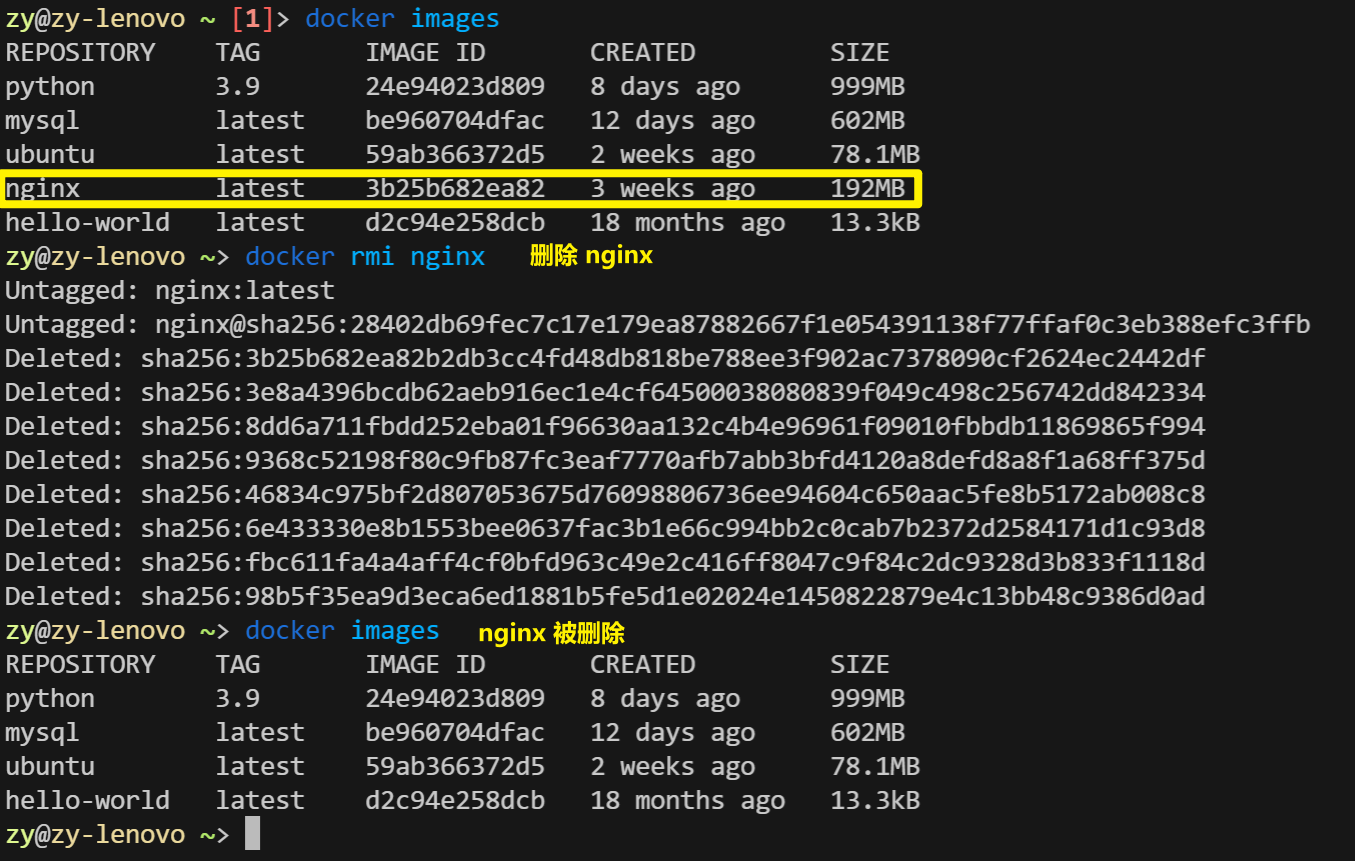 zy@zy-lenovo ~ [1]> docker images
REPOSITORY TAG IMAGE ID CREATED SIZE
python 3.9 24e94023d809 8 days ago 999MB
mysql latest be960704dfac 12 days ago 602MB
ubuntu latest 59ab366372d5 2 weeks ago 78.1MB
nginx latest 3b25b682ea82 3 weeks ago 192MB
hello-world latest d2c94e258dcb 18 months ago 13.3kB
zy@zy-lenovo ~> docker rmi nginx 删除 nginx
Untagged: nginx:latest
Untagged: nginx@sha256:28402db69fec7c17e179ea87882667f1e054391138f77ffaf0c3eb388efc3ffb
Deleted: sha256:3b25b682ea82b2db3cc4fd48db818be788ee3f902ac7378090cf2624ec2442df
Deleted: sha256:3e8a4396bcdb62aeb916ec1e4cf64500038080839f049c498c256742dd842334
Deleted: sha256:8dd6a711fbdd252eba01f96630aa132c4b4e96961f09010fbbdb11869865f994
Deleted: sha256:9368c52198f80c9fb87fc3eaf7770afb7abb3bfd4120a8defd8a8f1a68ff375d
Deleted: sha256:46834c975bf2d807053675d76098806736ee94604c650aac5fe8b5172ab008c8
Deleted: sha256:6e433330e8b1553bee0637fac3b1e66c994bb2c0cab7b2372d2584171d1c93d8
Deleted: sha256:fbc611fa4a4aff4cf0bfd963c49e2c416ff8047c9f84c2dc9328d3b833f1118d
Deleted: sha256:98b5f35ea9d3eca6ed1881b5fe5d1e02024e1450822879e4c13bb48c9386d0ad
zy@zy-lenovo ~> docker images nginx 被删除
REPOSITORY TAG IMAGE ID CREATED SIZE
python 3.9 24e94023d809 8 days ago 999MB
mysql latest be960704dfac 12 days ago 602MB
ubuntu latest 59ab366372d5 2 weeks ago 78.1MB
hello-world latest d2c94e258dcb 18 months ago 13.3kB
zy@zy-lenovo ~>